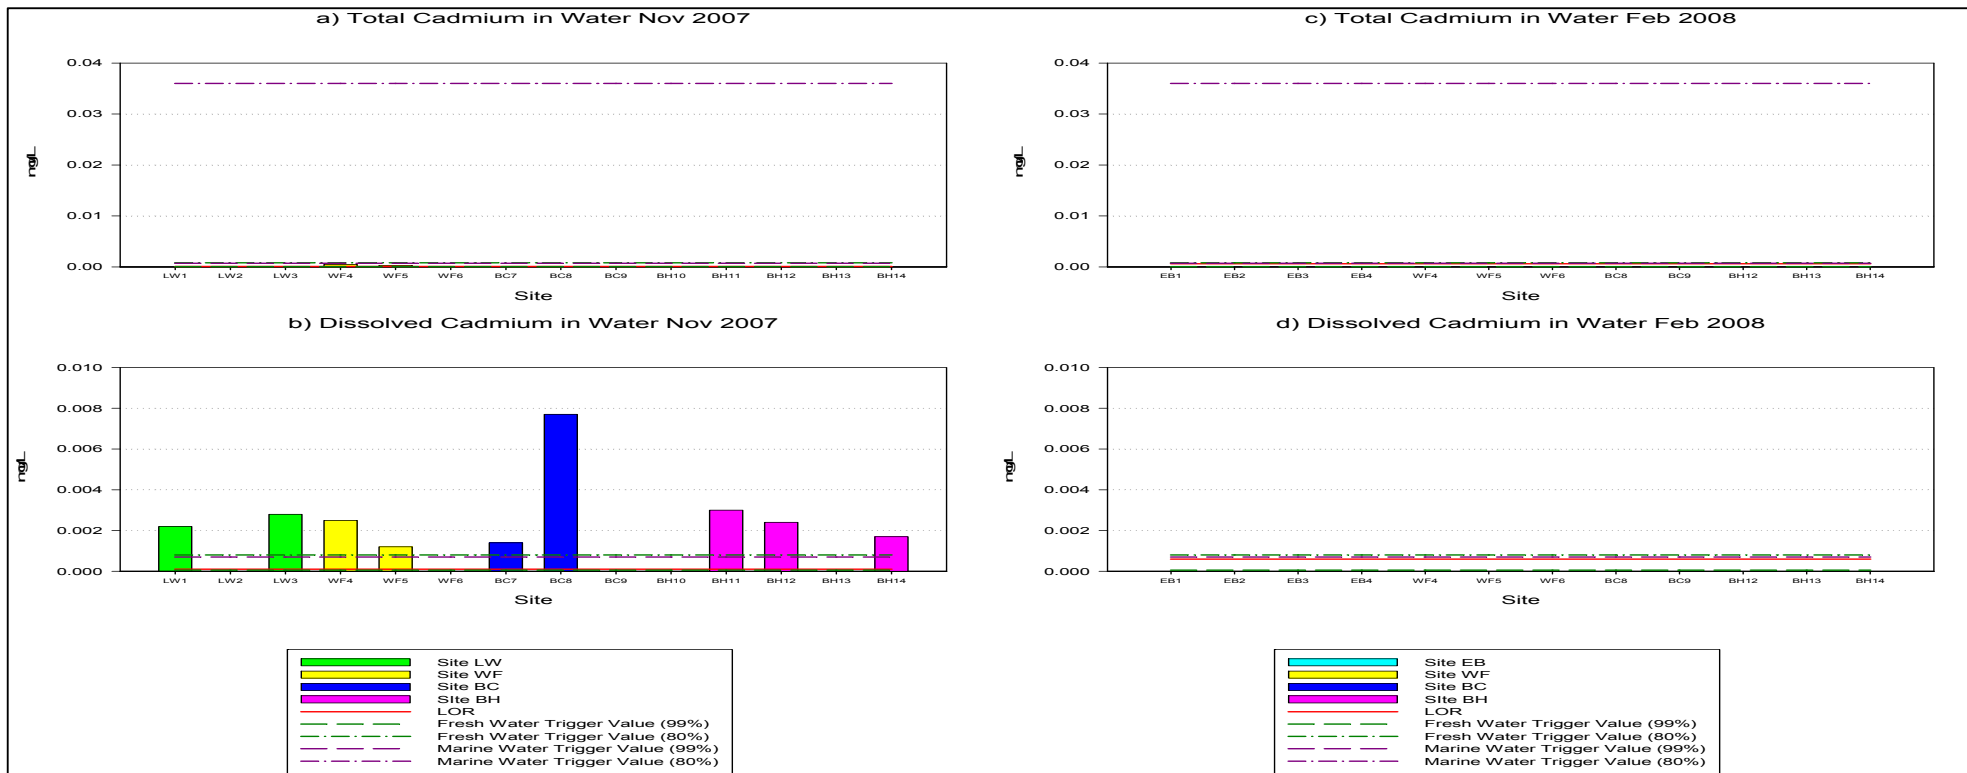 a) Total Cadmium in Water Nov 2007
0.04
0.03
0.02
0.01
0.00
LW1 LW2 LW3 WF4 WF5 WF6 BC7 BC8 BC9 BH10 BH11 BH12 BH13 BH14
Site
b) Dissolved Cadmium in Water Nov 2007
0.010
0.008
0.006
0.004
0.002
0.000
LW1 LW2 LW3 WF4 WF5 WF6 BC7 BC8 BC9 BH10 BH11 BH12 BH13 BH14
Site
Site LW
Site WF
Site BC
SIte BH
LOR
Fresh Water Trigger Value (99%)
Fresh Water Trigger Value (80%)
Marine Water Trigger Value (99%)
Marine Water Trigger Value (80%)
c) Total Cadmium in Water Feb 2008
0.04
0.03
0.02
0.01
0.00
EB1 EB2 EB3 EB4 WF4 WF5 WF6 BC8 BC9 BH12 BH13 BH14
Site
d) Dissolved Cadmium in Water Feb 2008
0.010
0.008
0.006
0.004
0.002
0.000
EB1 EB2 EB3 EB4 WF4 WF5 WF6 BC8 BC9 BH12 BH13 BH14
Site
Site EB
Site WF
Site BC
SIte BH
LOR
Fresh Water Trigger Value (99%)
Fresh Water Trigger Value (80%)
Marine Water Trigger Value (99%)
Marine Water Trigger Value (80%)